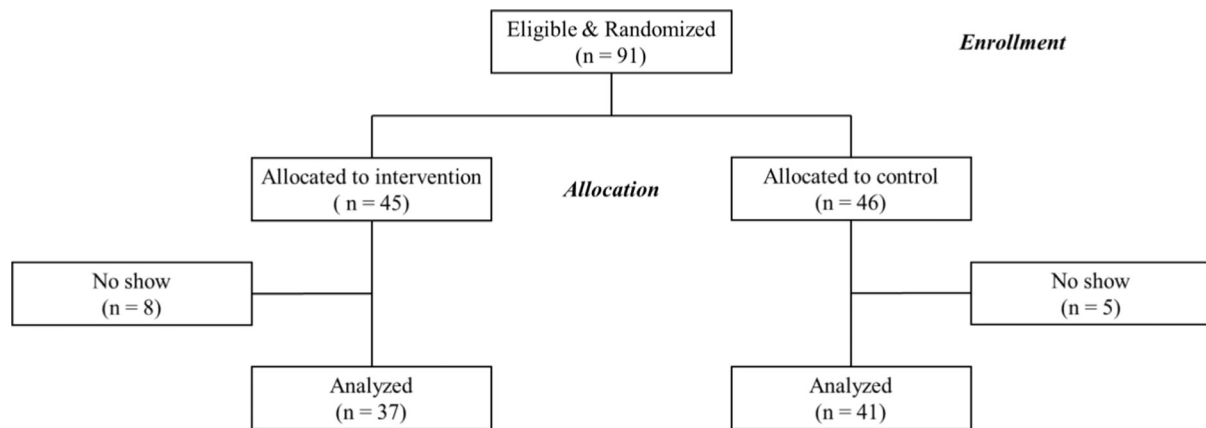 Eligible & Randomized
(n = 91)
Enrollment
Allocated to intervention
( n = 45)
Allocation
Allocated to control
(n = 46)
No show
(n = 8)
No show
(n = 5)
Analyzed
(n = 37)
Analyzed
(n = 41)